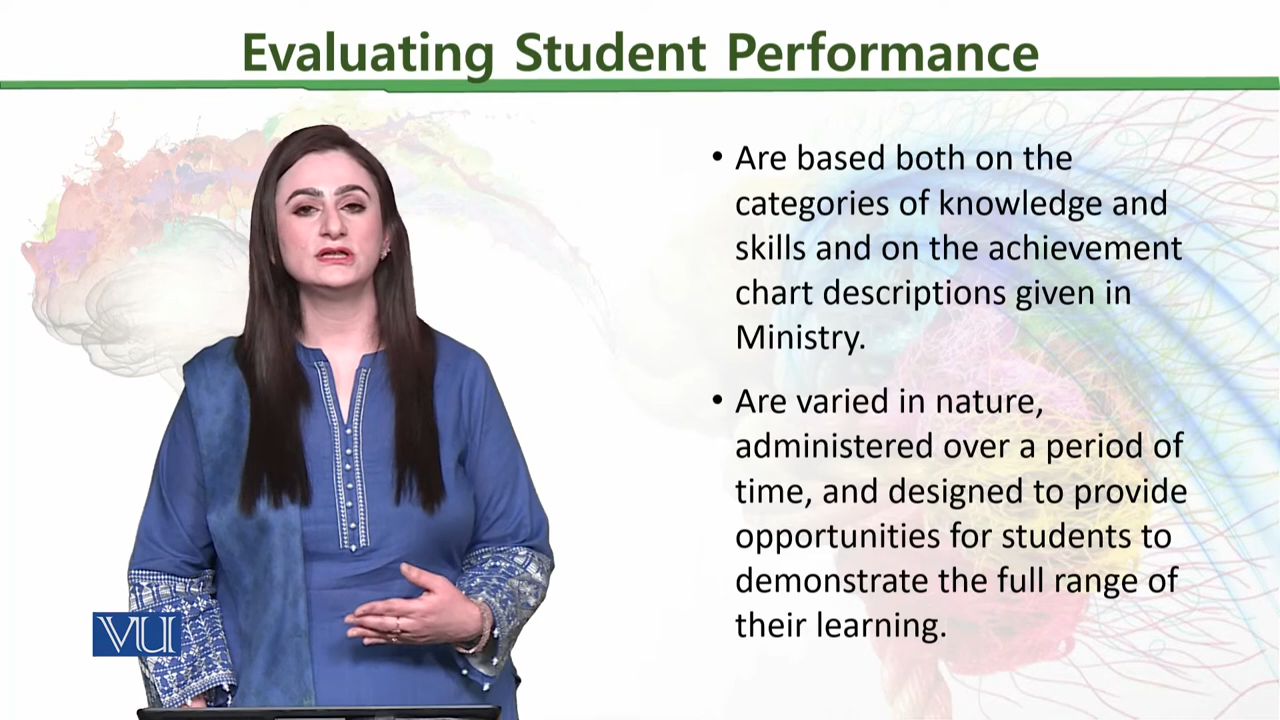 Evaluating Student Performance
• Are based both on the
categories of knowledge and
skills and on the achievement
chart descriptions given in
Ministry.
• Are varied in nature,
administered over a period of
time, and designed to provide
opportunities for students to
demonstrate the full range of
their learning.
VU